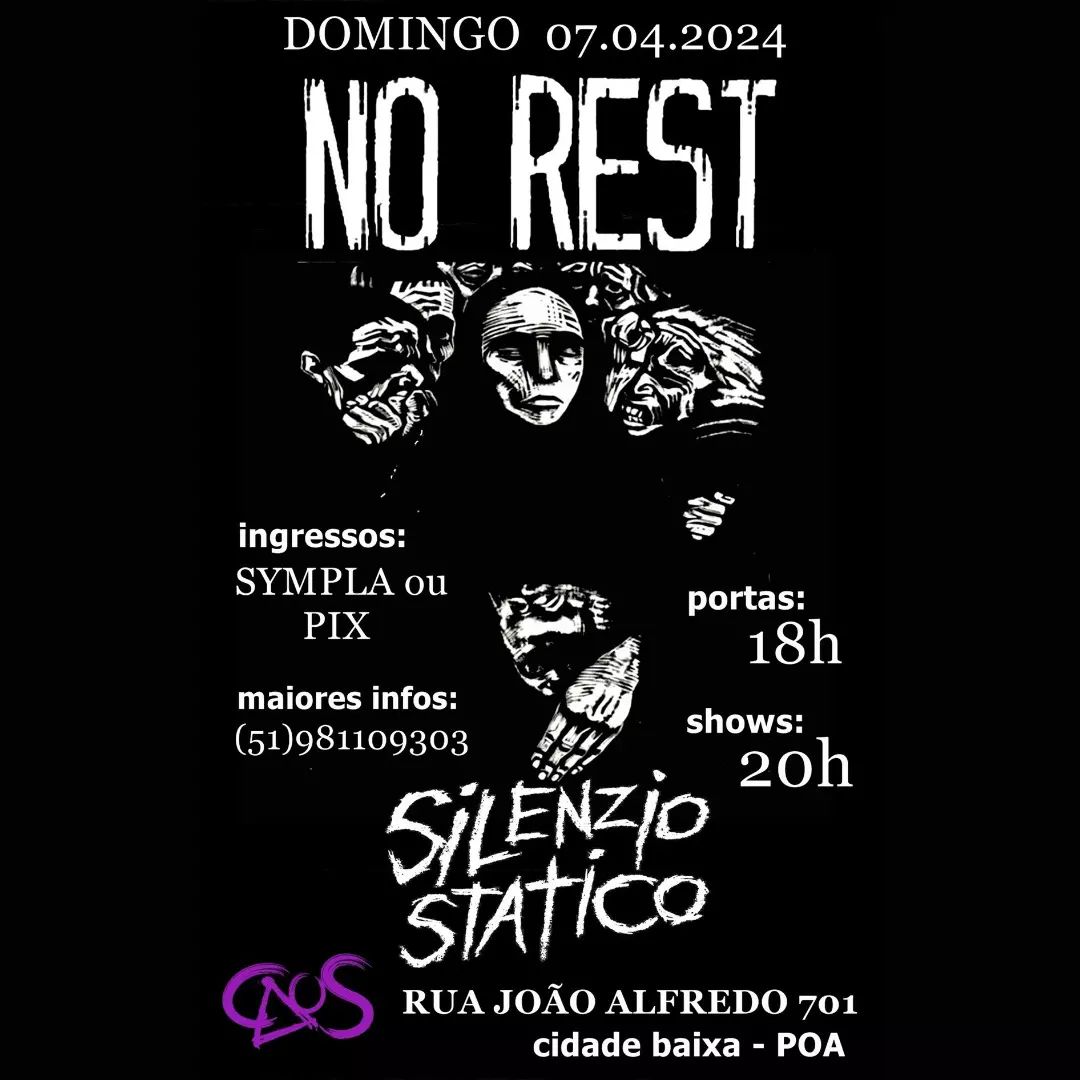 DOMINGO 07.04.2024
NO REST
ingressos:
SYMPLA ou
PIX
maiores infos:
(51)981109303
portas:
18h
shows:
20h
SILENZIO
STATICO
CAOS
RUA JOÃO ALFREDO 701
cidade baixa - POA